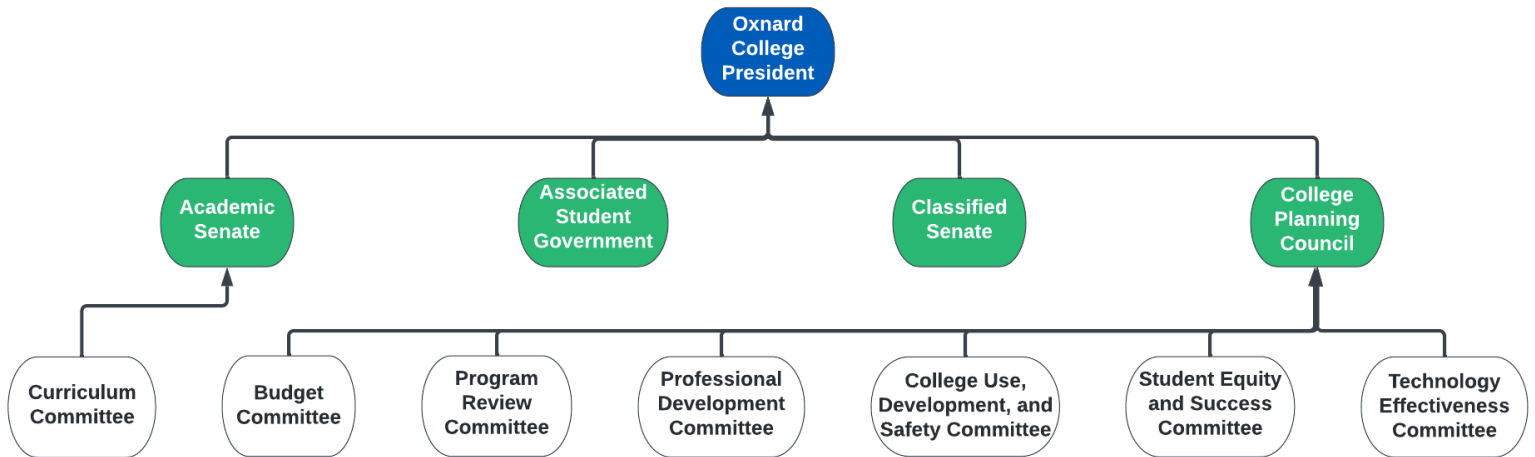 Oxnard
College
President
Academic
Senate
Associated
Student
Government
Classified
Senate
College
Planning
Council
Curriculum
Committee
Budget
Committee
Program
Review
Committee
Professional
Development
Committee
College Use,
Development, and
Safety Committee
Student Equity
and Success
Committee
Technology
Effectiveness
Committee